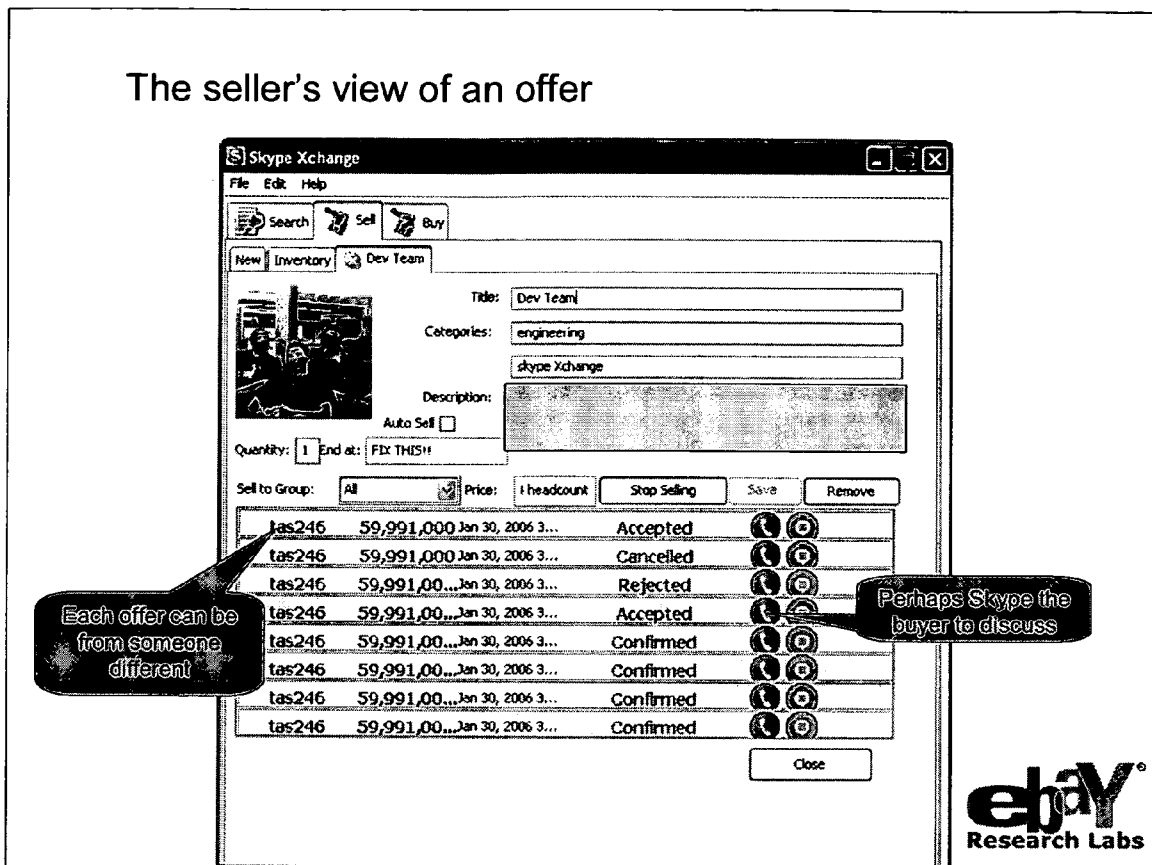 The seller's view of an offer
Skype Xchange
File Edit Help
Search Sell Buy
New Inventory Dev Team
Title: Dev Team
Categories: engineering
skype Xchange
Description:
Auto Sell
Quantity: 1 End at: FIX THIS!!
Sell to Group: All Price: headcount Stop Selling Save Remove
tas246 59,991,000 Jan 30, 2006 3... Accepted
tas246 59,991,000 Jan 30, 2006 3... Cancelled
tas246 59,991,00... Jan 30, 2006 3... Rejected
tas246 59,991,00... Jan 30, 2006 3... Accepted
tas246 59,991,00... Jan 30, 2006 3... Confirmed
tas246 59,991,00... Jan 30, 2006 3... Confirmed
tas246 59,991,00... Jan 30, 2006 3... Confirmed
tas246 59,991,00... Jan 30, 2006 3... Confirmed
Each offer can be
from someone
different
Perhaps Skype the
buyer to discuss
Close
ebay®
Research Labs